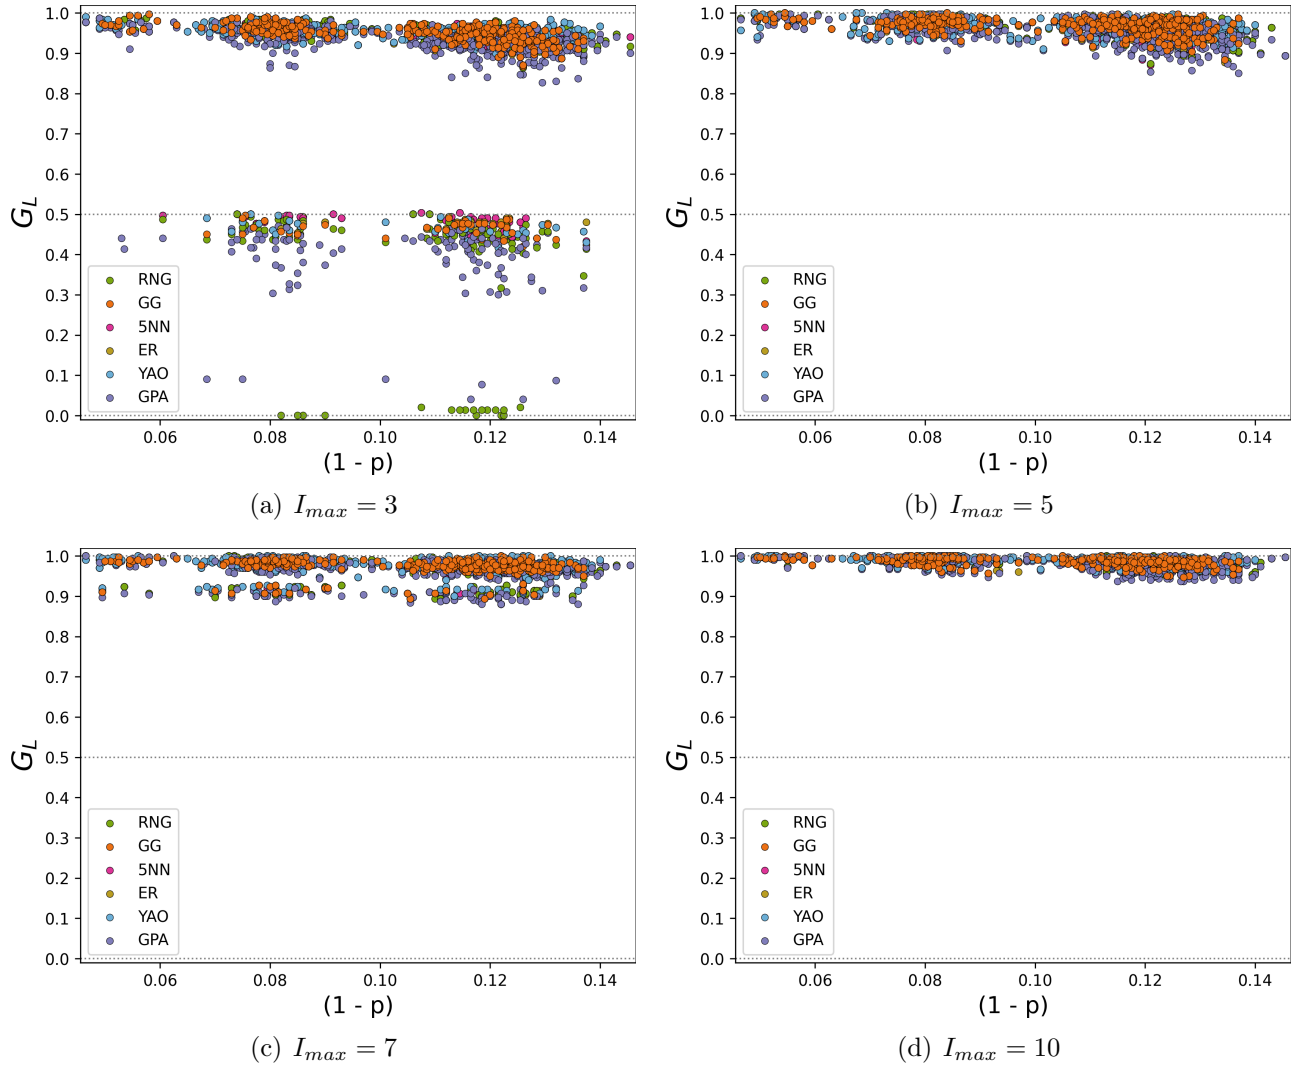 1.0
0.9
0.8
0.7
0.6
0.5
0.4
0.3
0.2
0.1
0.0
G_L
RNG
GG
5NN
ER
YAO
GPA
0.06 0.08 0.10 0.12 0.14
(1 - p)
(a) I_max = 3
1.0
0.9
0.8
0.7
0.6
0.5
0.4
0.3
0.2
0.1
0.0
G_L
RNG
GG
5NN
ER
YAO
GPA
0.06 0.08 0.10 0.12 0.14
(1 - p)
(b) I_max = 5
1.0
0.9
0.8
0.7
0.6
0.5
0.4
0.3
0.2
0.1
0.0
G_L
RNG
GG
5NN
ER
YAO
GPA
0.06 0.08 0.10 0.12 0.14
(1 - p)
(c) I_max = 7
1.0
0.9
0.8
0.7
0.6
0.5
0.4
0.3
0.2
0.1
0.0
G_L
RNG
GG
5NN
ER
YAO
GPA
0.06 0.08 0.10 0.12 0.14
(1 - p)
(d) I_max = 10